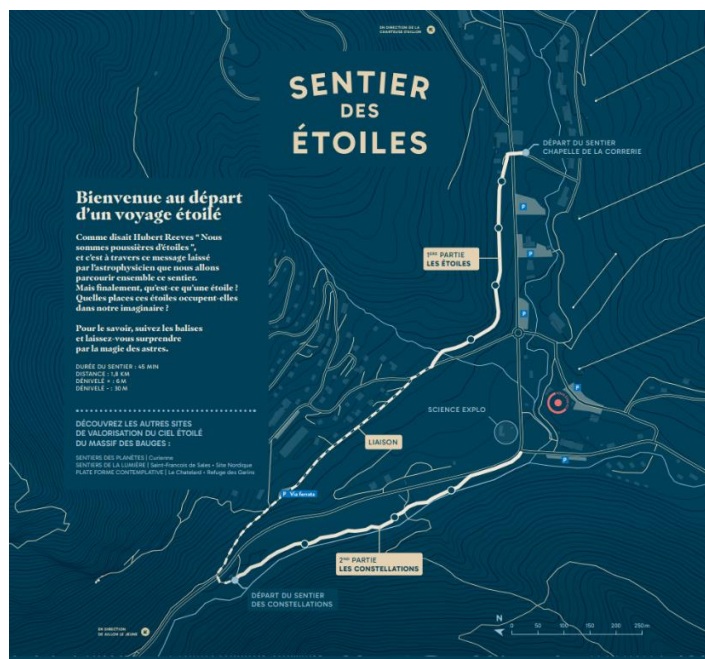 EN DIRECTION DE LA
CHARTREUSE D'AILLON
SENTIER
DES
ÉTOILES
DÉPART DU SENTIER
CHAPELLE DE LA CORRERIE
Bienvenue au départ
d'un voyage étoilé
Comme disait Hubert Reeves “ Nous
sommes poussières d'étoiles ”,
et c'est à travers ce message laissé
par l'astrophysicien que nous allons
parcourir ensemble ce sentier.
Mais finalement, qu'est-ce qu'une étoile ?
Quelles places ces étoiles occupent-elles
dans notre imaginaire ?
Pour le savoir, suivez les balises
et laissez-vous surprendre
par la magie des astres.
DURÉE DU SENTIER : 45 MIN
DISTANCE : 1,8 KM
DÉNIVELÉ + : 6 M
DÉNIVELÉ - : 30 M
DÉCOUVREZ LES AUTRES SITES
DE VALORISATION DU CIEL ÉTOILÉ
DU MASSIF DES BAUGES :
SENTIERS DES PLANÈTES | Curienne
SENTIERS DE LA LUMIÈRE | Saint-François de Sales • Site Nordique
PLATE FORME CONTEMPLATIVE | Le Chatelard • Refuge des Garins
P
P
1ÈRE PARTIE
LES ÉTOILES
P
P
SCIENCE EXPLO
LIAISON
P
P Via ferrata
2ND PARTIE
LES CONSTELLATIONS
DÉPART DU SENTIER
DES CONSTELLATIONS
EN DIRECTION
DE AILLON LE JEUNE
N
0 50 100 150 200 250 m